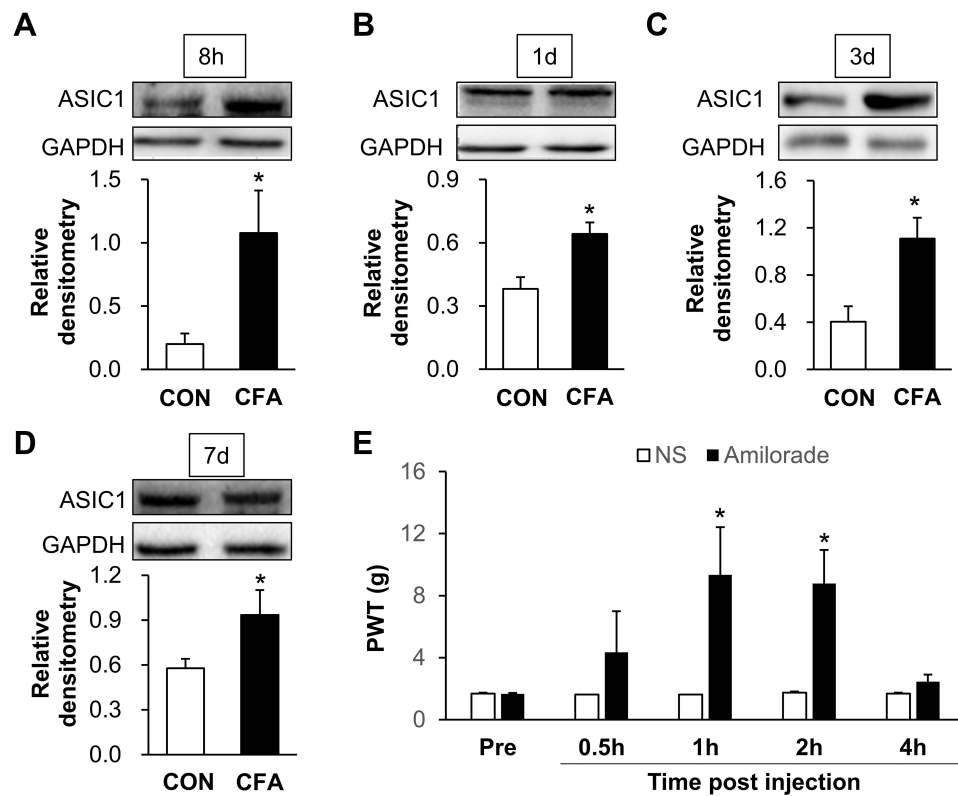 A
8h
ASIC1
GAPDH
1.5
*
1.0
0.5
0.0
Relative
densitometry
CON CFA
B
1d
ASIC1
GAPDH
0.9
*
0.6
0.3
0.0
Relative
densitometry
CON CFA
C
3d
ASIC1
GAPDH
1.6
*
1.2
0.8
0.4
0.0
Relative
densitometry
CON CFA
D
7d
ASIC1
GAPDH
1.2
*
0.9
0.6
0.3
0.0
Relative
densitometry
CON CFA
E
NS Amilorade
16
12
8
4
0
PWT (g)
* *
Pre 0.5h 1h 2h 4h
Time post injection